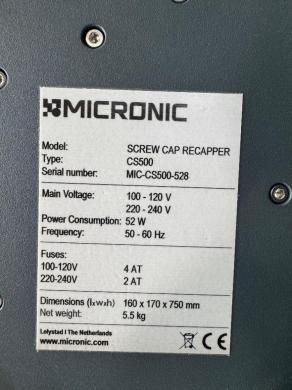 MICRONIC
Model: SCREW CAP RECAPPER
Type: CS500
Serial number: MIC-CS500-528
Main Voltage: 100 - 120 V
220 - 240 V
Power Consumption: 52 W
Frequency: 50 - 60 Hz
Fuses:
100-120V 4 AT
220-240V 2 AT
Dimensions (lxwxh) 160 x 170 x 750 mm
Net weight: 5.5 kg
Lelystad I The Netherlands
www.micronic.com CE